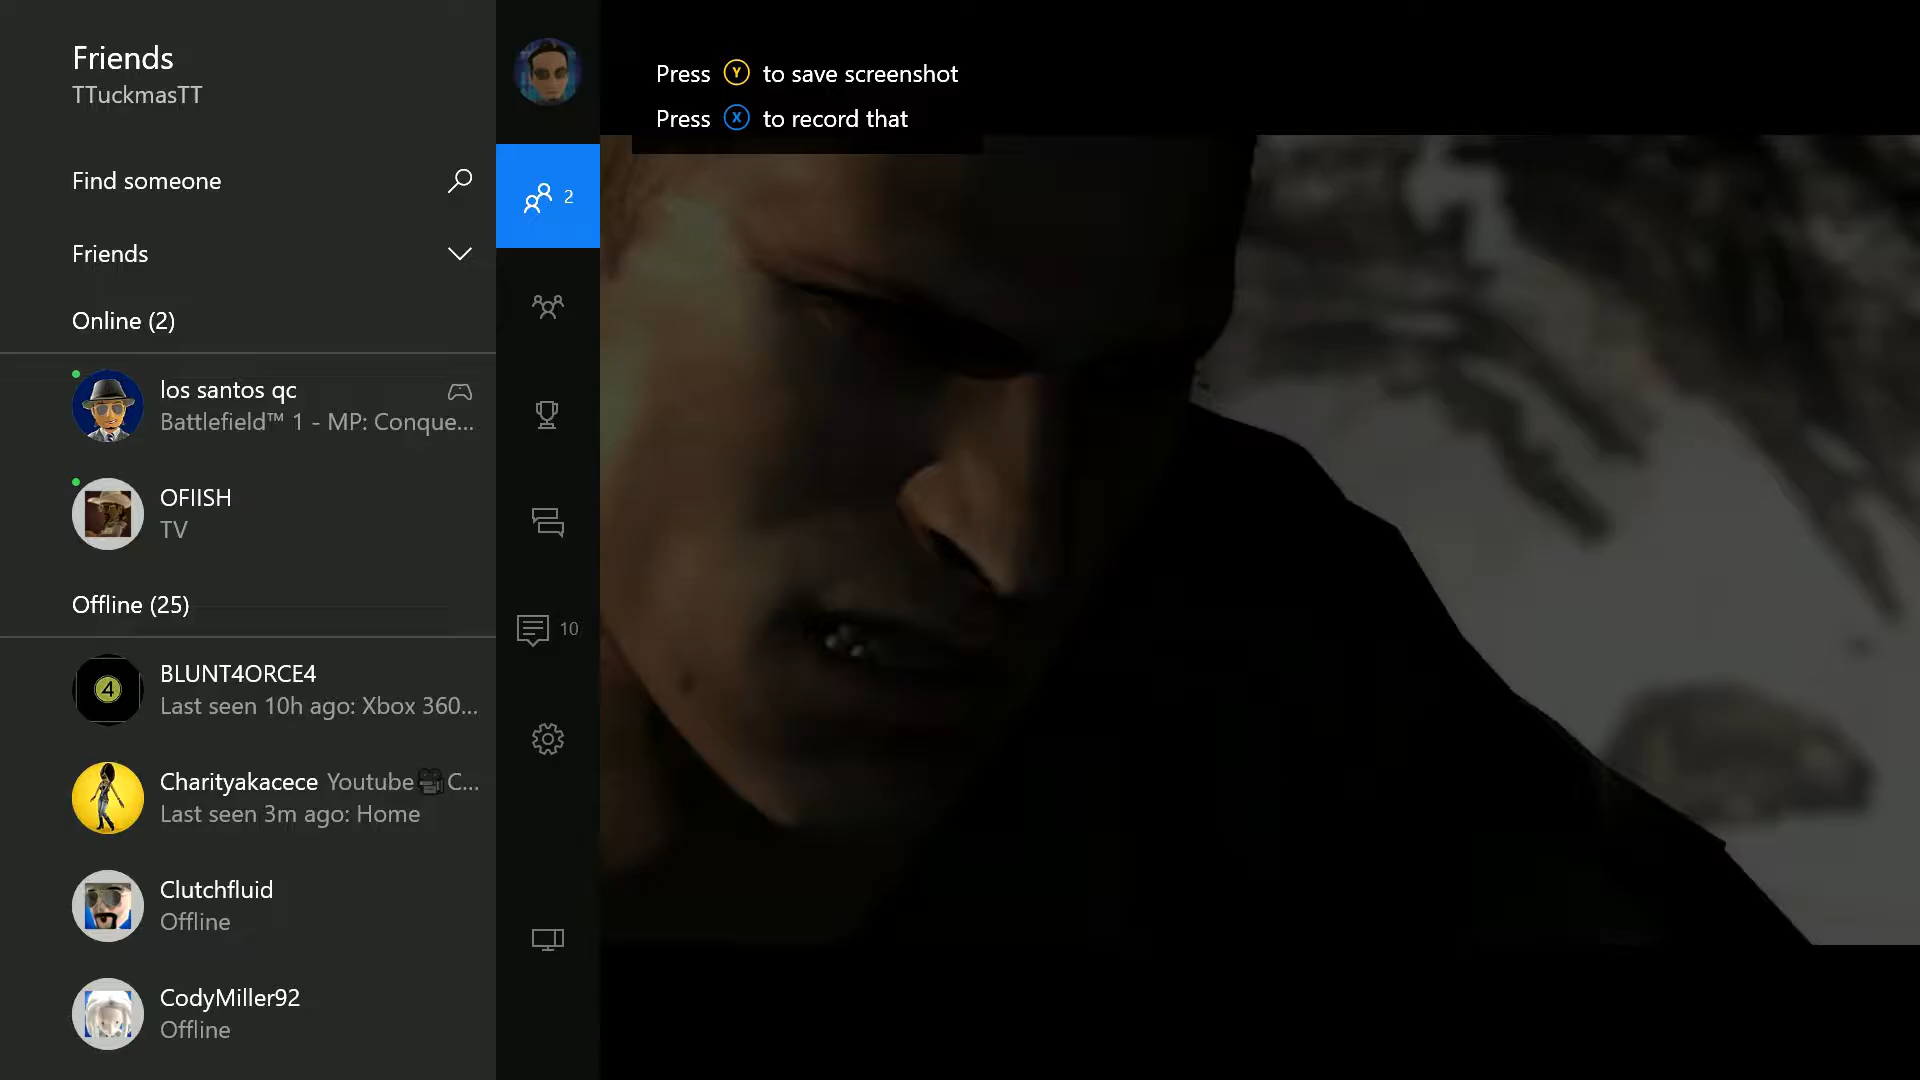 Friends
TTuckmasTT
Find someone
Friends
Online (2)
los santos qc
Battlefield™ 1 - MP: Conque...
OFIISH
TV
Offline (25)
BLUNT4ORCE4
Last seen 10h ago: Xbox 360...
Charityakacece Youtube🎥C...
Last seen 3m ago: Home
Clutchfluid
Offline
CodyMiller92
Offline
2
10
Press Y to save screenshot
Press X to record that
4